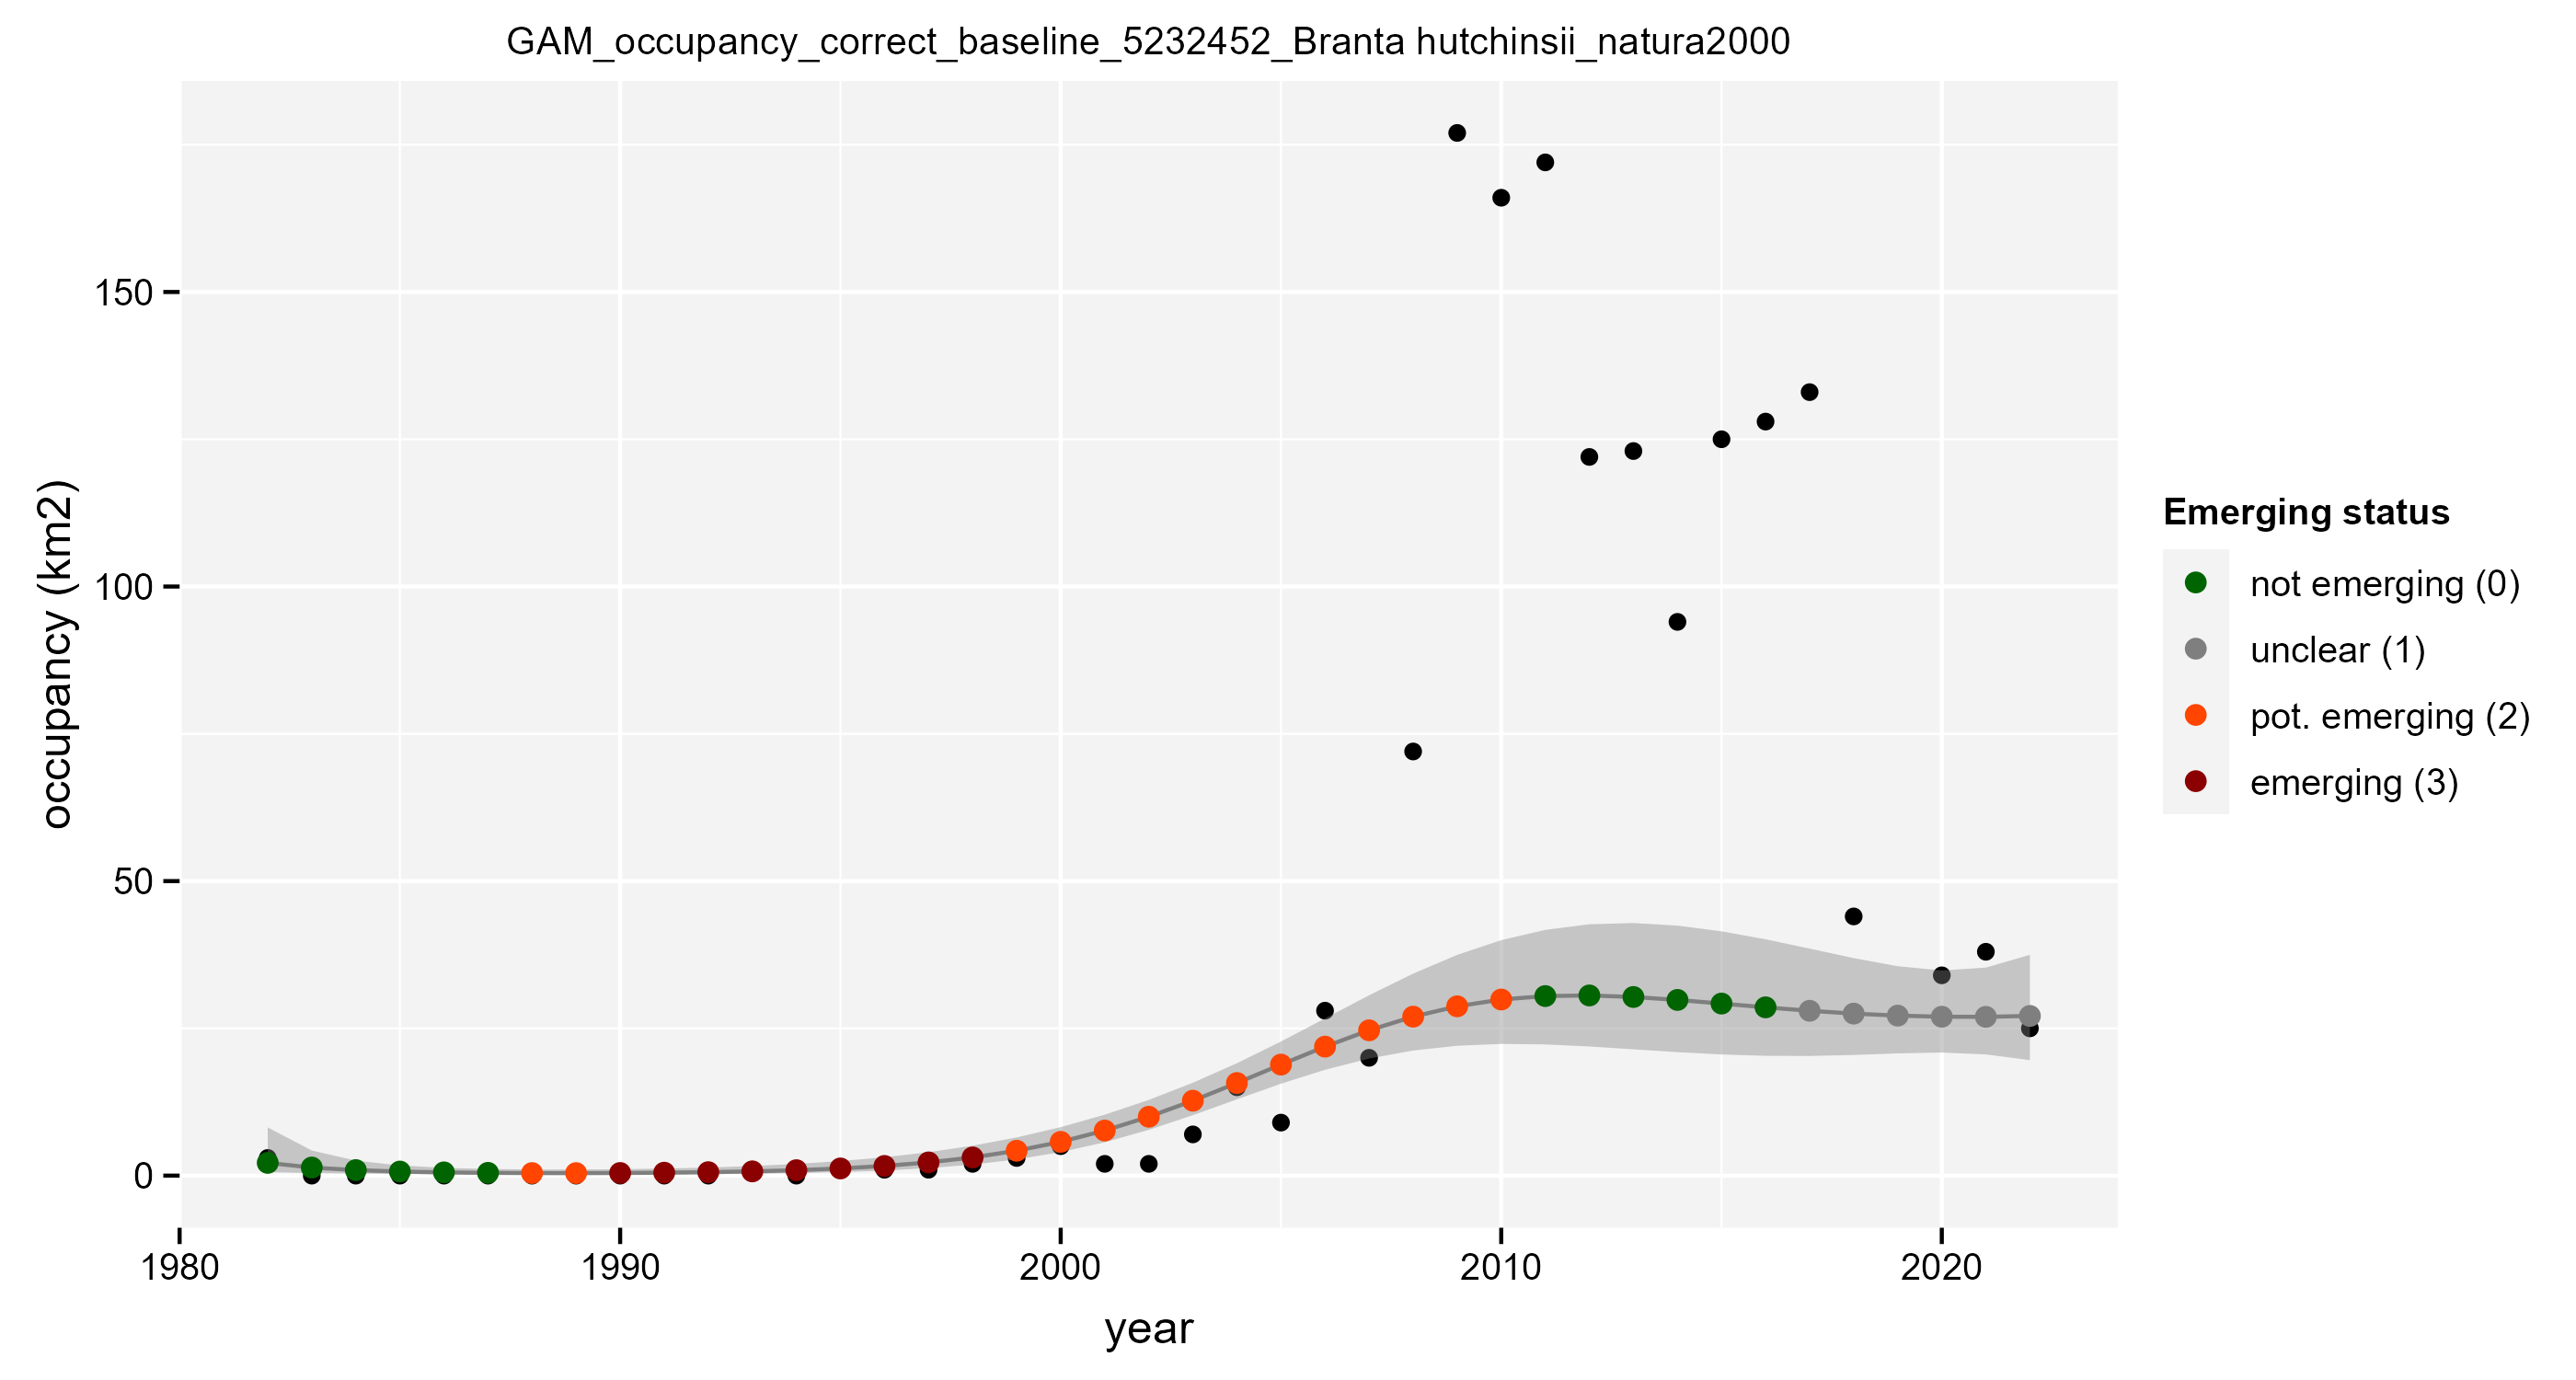 GAM_occupancy_correct_baseline_5232452_Branta hutchinsii_natura2000
occupancy (km2)
150
100
50
0
1980
1990
2000
2010
2020
year
Emerging status
not emerging (0)
unclear (1)
pot. emerging (2)
emerging (3)